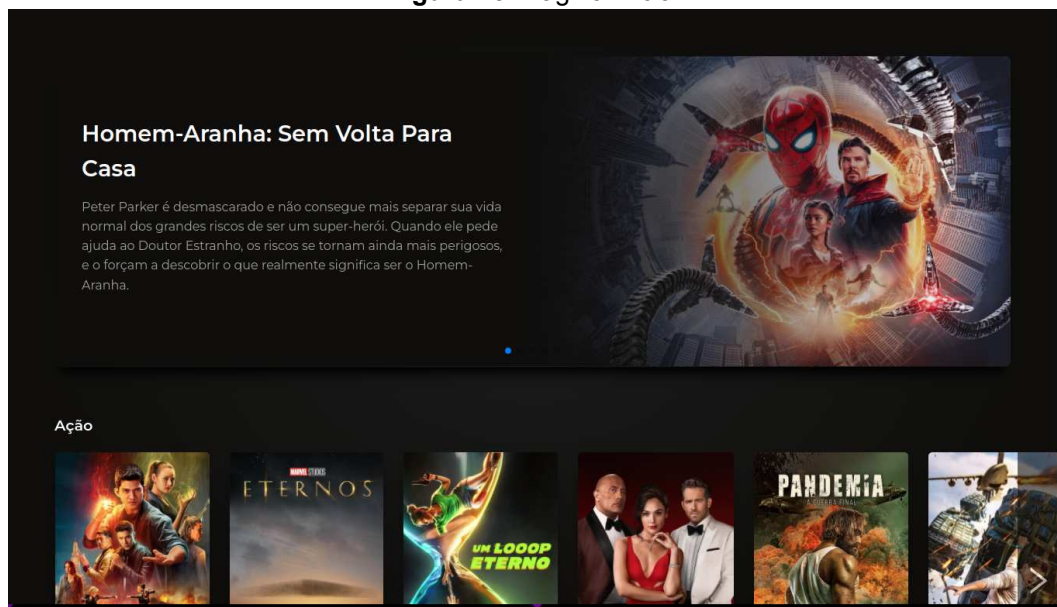 Homem-Aranha: Sem Volta Para
Casa
Peter Parker é desmascarado e não consegue mais separar sua vida
normal dos grandes riscos de ser um super-herói. Quando ele pede
ajuda ao Doutor Estranho, os riscos se tornam ainda mais perigosos,
e o forçam a descobrir o que realmente significa ser o Homem-
Aranha.
Ação
MARVEL STUDIOS
ETERNOS
UM LOOOP
ETERNO
PANDEMIA
A GUERRA FINAL